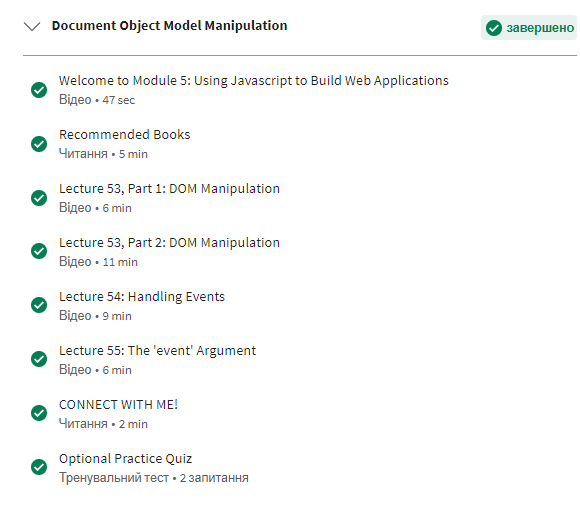 Document Object Model Manipulation
завершено
Welcome to Module 5: Using Javascript to Build Web Applications
Відео • 47 sec
Recommended Books
Читання • 5 min
Lecture 53, Part 1: DOM Manipulation
Відео • 6 min
Lecture 53, Part 2: DOM Manipulation
Відео • 11 min
Lecture 54: Handling Events
Відео • 9 min
Lecture 55: The 'event' Argument
Відео • 6 min
CONNECT WITH ME!
Читання • 2 min
Optional Practice Quiz
Тренувальний тест • 2 запитання